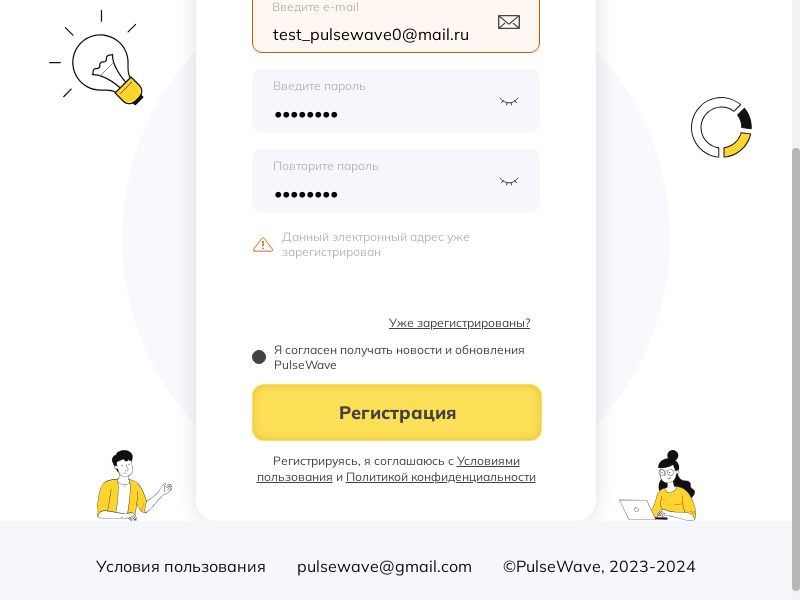 Введите e-mail
test_pulsewave0@mail.ru
Введите пароль
••••••••
Повторите пароль
••••••••
Данный электронный адрес уже
зарегистрирован
Уже зарегистрированы?
Я согласен получать новости и обновления
PulseWave
Регистрация
Регистрируясь, я соглашаюсь с Условиями
пользования и Политикой конфиденциальности
Условия пользования pulsewave@gmail.com ©PulseWave, 2023-2024